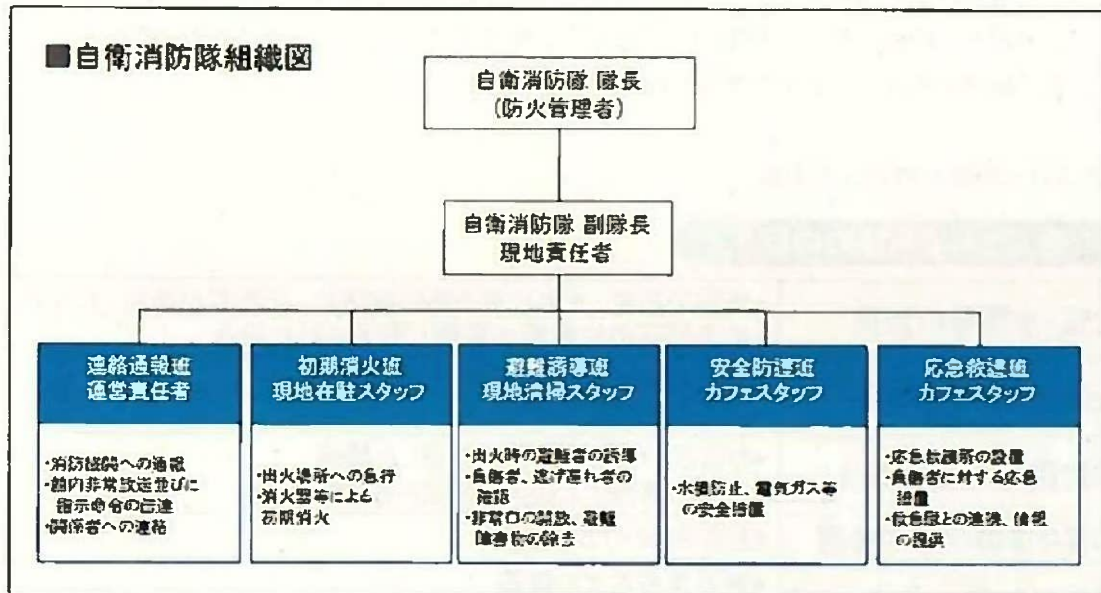 ■自衛消防隊組織図
自衛消防隊 隊長
(防火管理者)
自衛消防隊 副隊長
現地責任者
連絡通報班
運営責任者
・消防機関への通報
・館内非常放送並びに
指示命令の伝達
・関係者への連絡
初期消火班
現地在駐スタッフ
・出火場所への急行
・消火器等による
初期消火
避難誘導班
現地清掃スタッフ
・出火時の避難者の誘導
・負傷者、逃げ遅れ者の
確認
・非常口の開放、避難
障害物の除去
安全防護班
カフェスタッフ
・水損防止、電気ガス等
の安全措置
応急救護班
カフェスタッフ
・応急救護所の設置
・負傷者に対する応急
措置
・救急隊との連携、情報
の提供